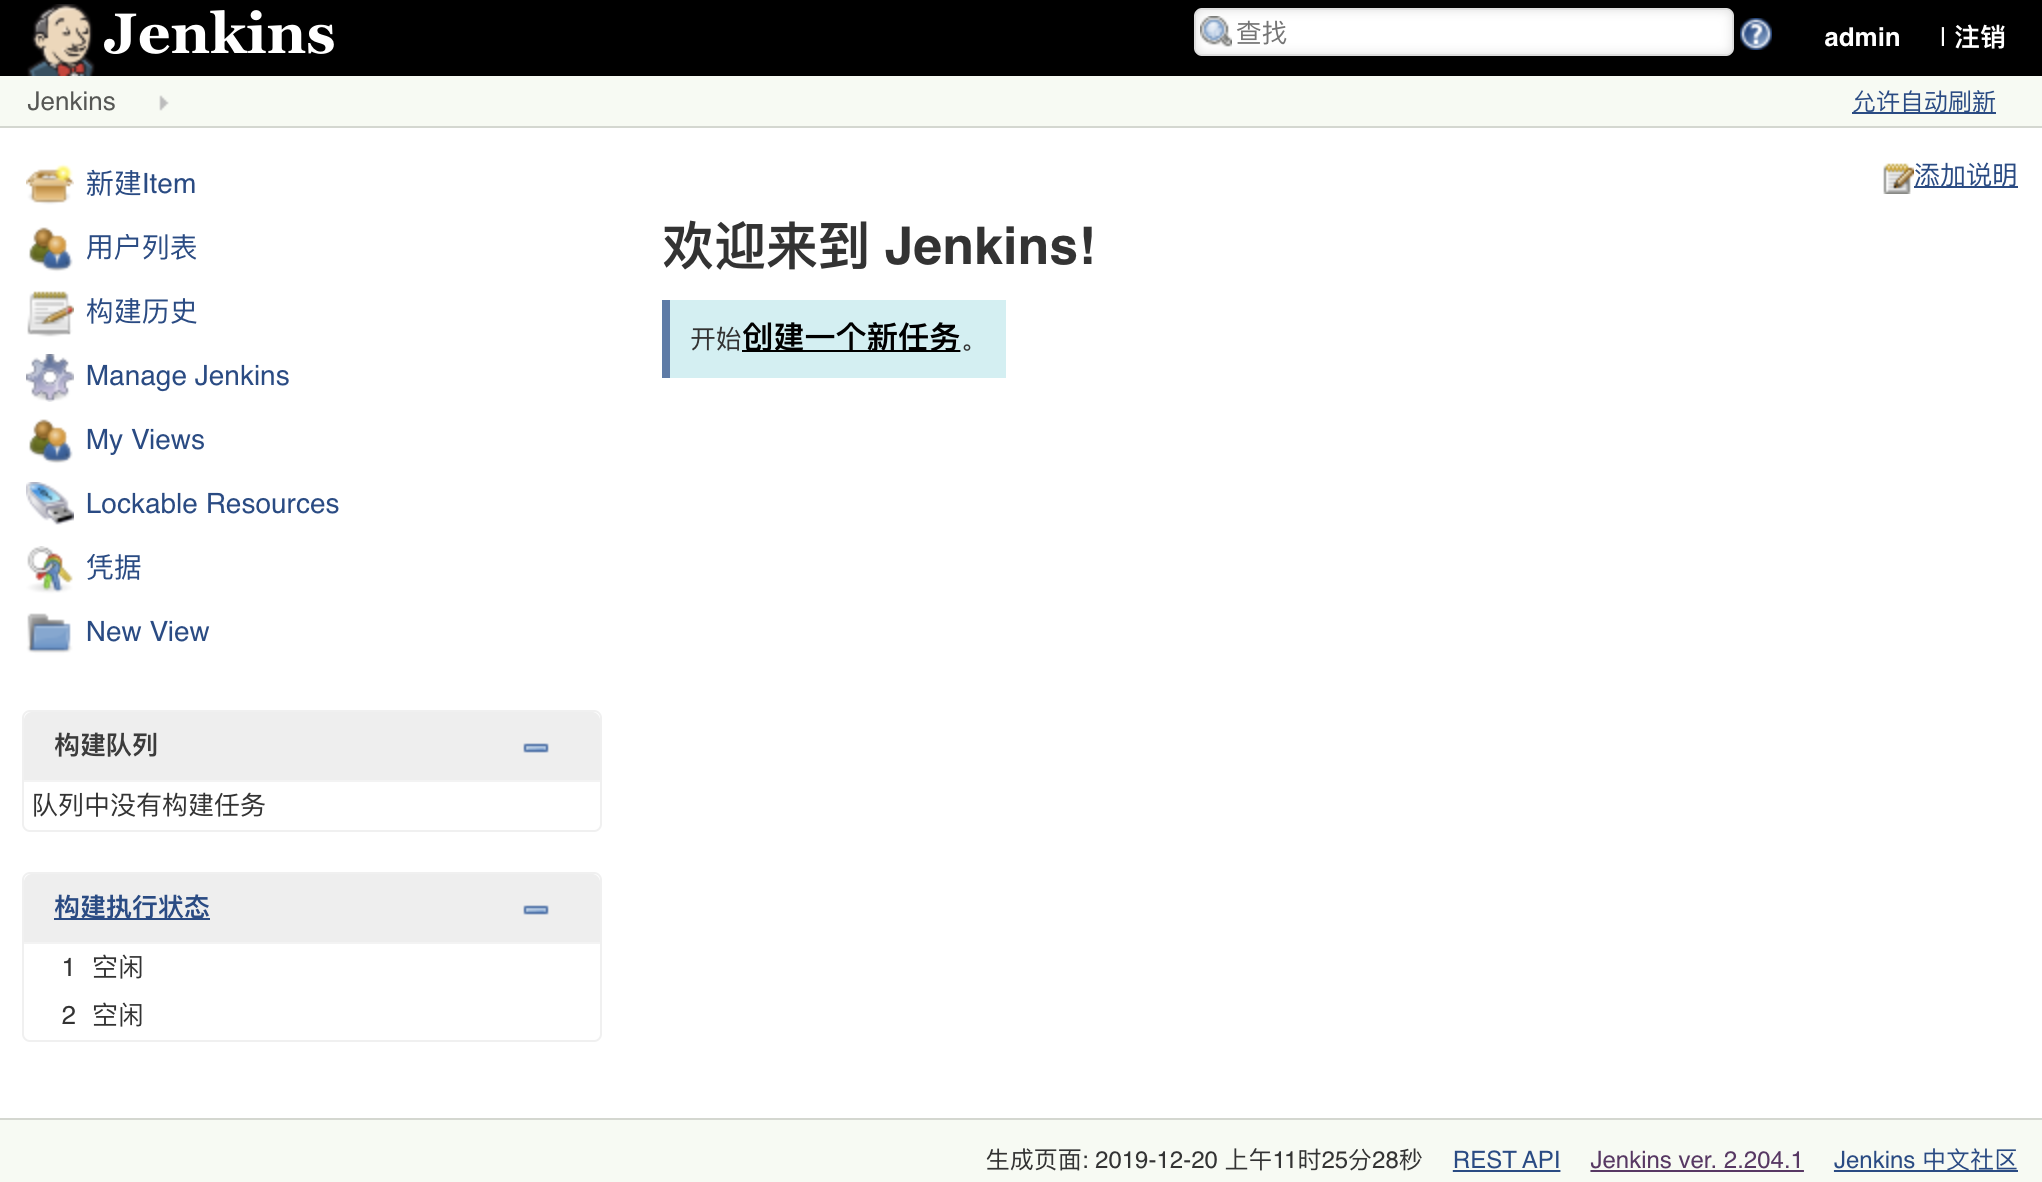 Jenkins
查找
admin
| 注销
Jenkins
允许自动刷新
新建Item
用户列表
构建历史
Manage Jenkins
My Views
Lockable Resources
凭据
New View
构建队列
队列中没有构建任务
构建执行状态
1 空闲
2 空闲
添加说明
欢迎来到 Jenkins!
开始创建一个新任务。
生成页面: 2019-12-20 上午11时25分28秒 REST API Jenkins ver. 2.204.1 Jenkins 中文社区